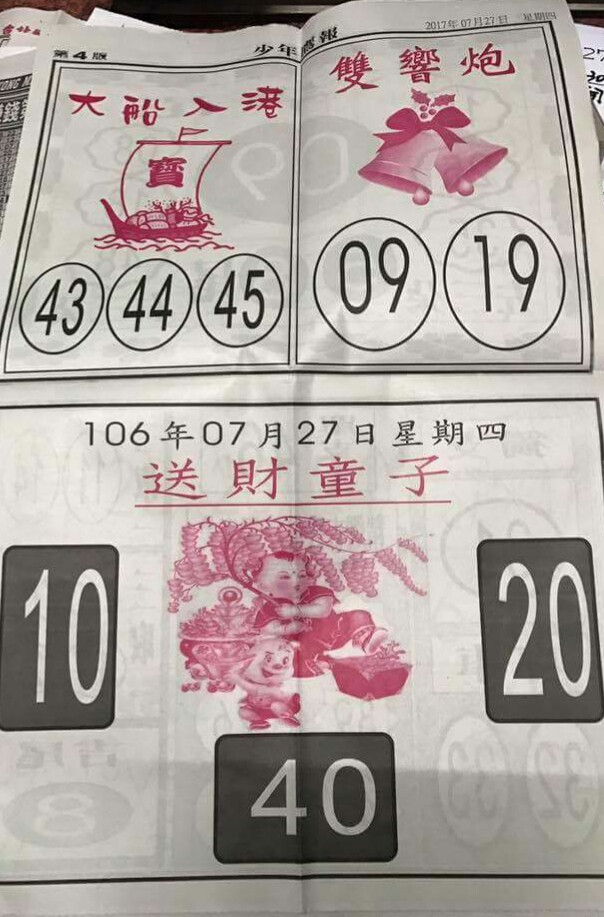 第4版
少年
報
2017年07月27日 星期四
大船入港
寶
43 44 45
雙響炮
09 19
106年07月27日星期四
送財童子
10
20
40